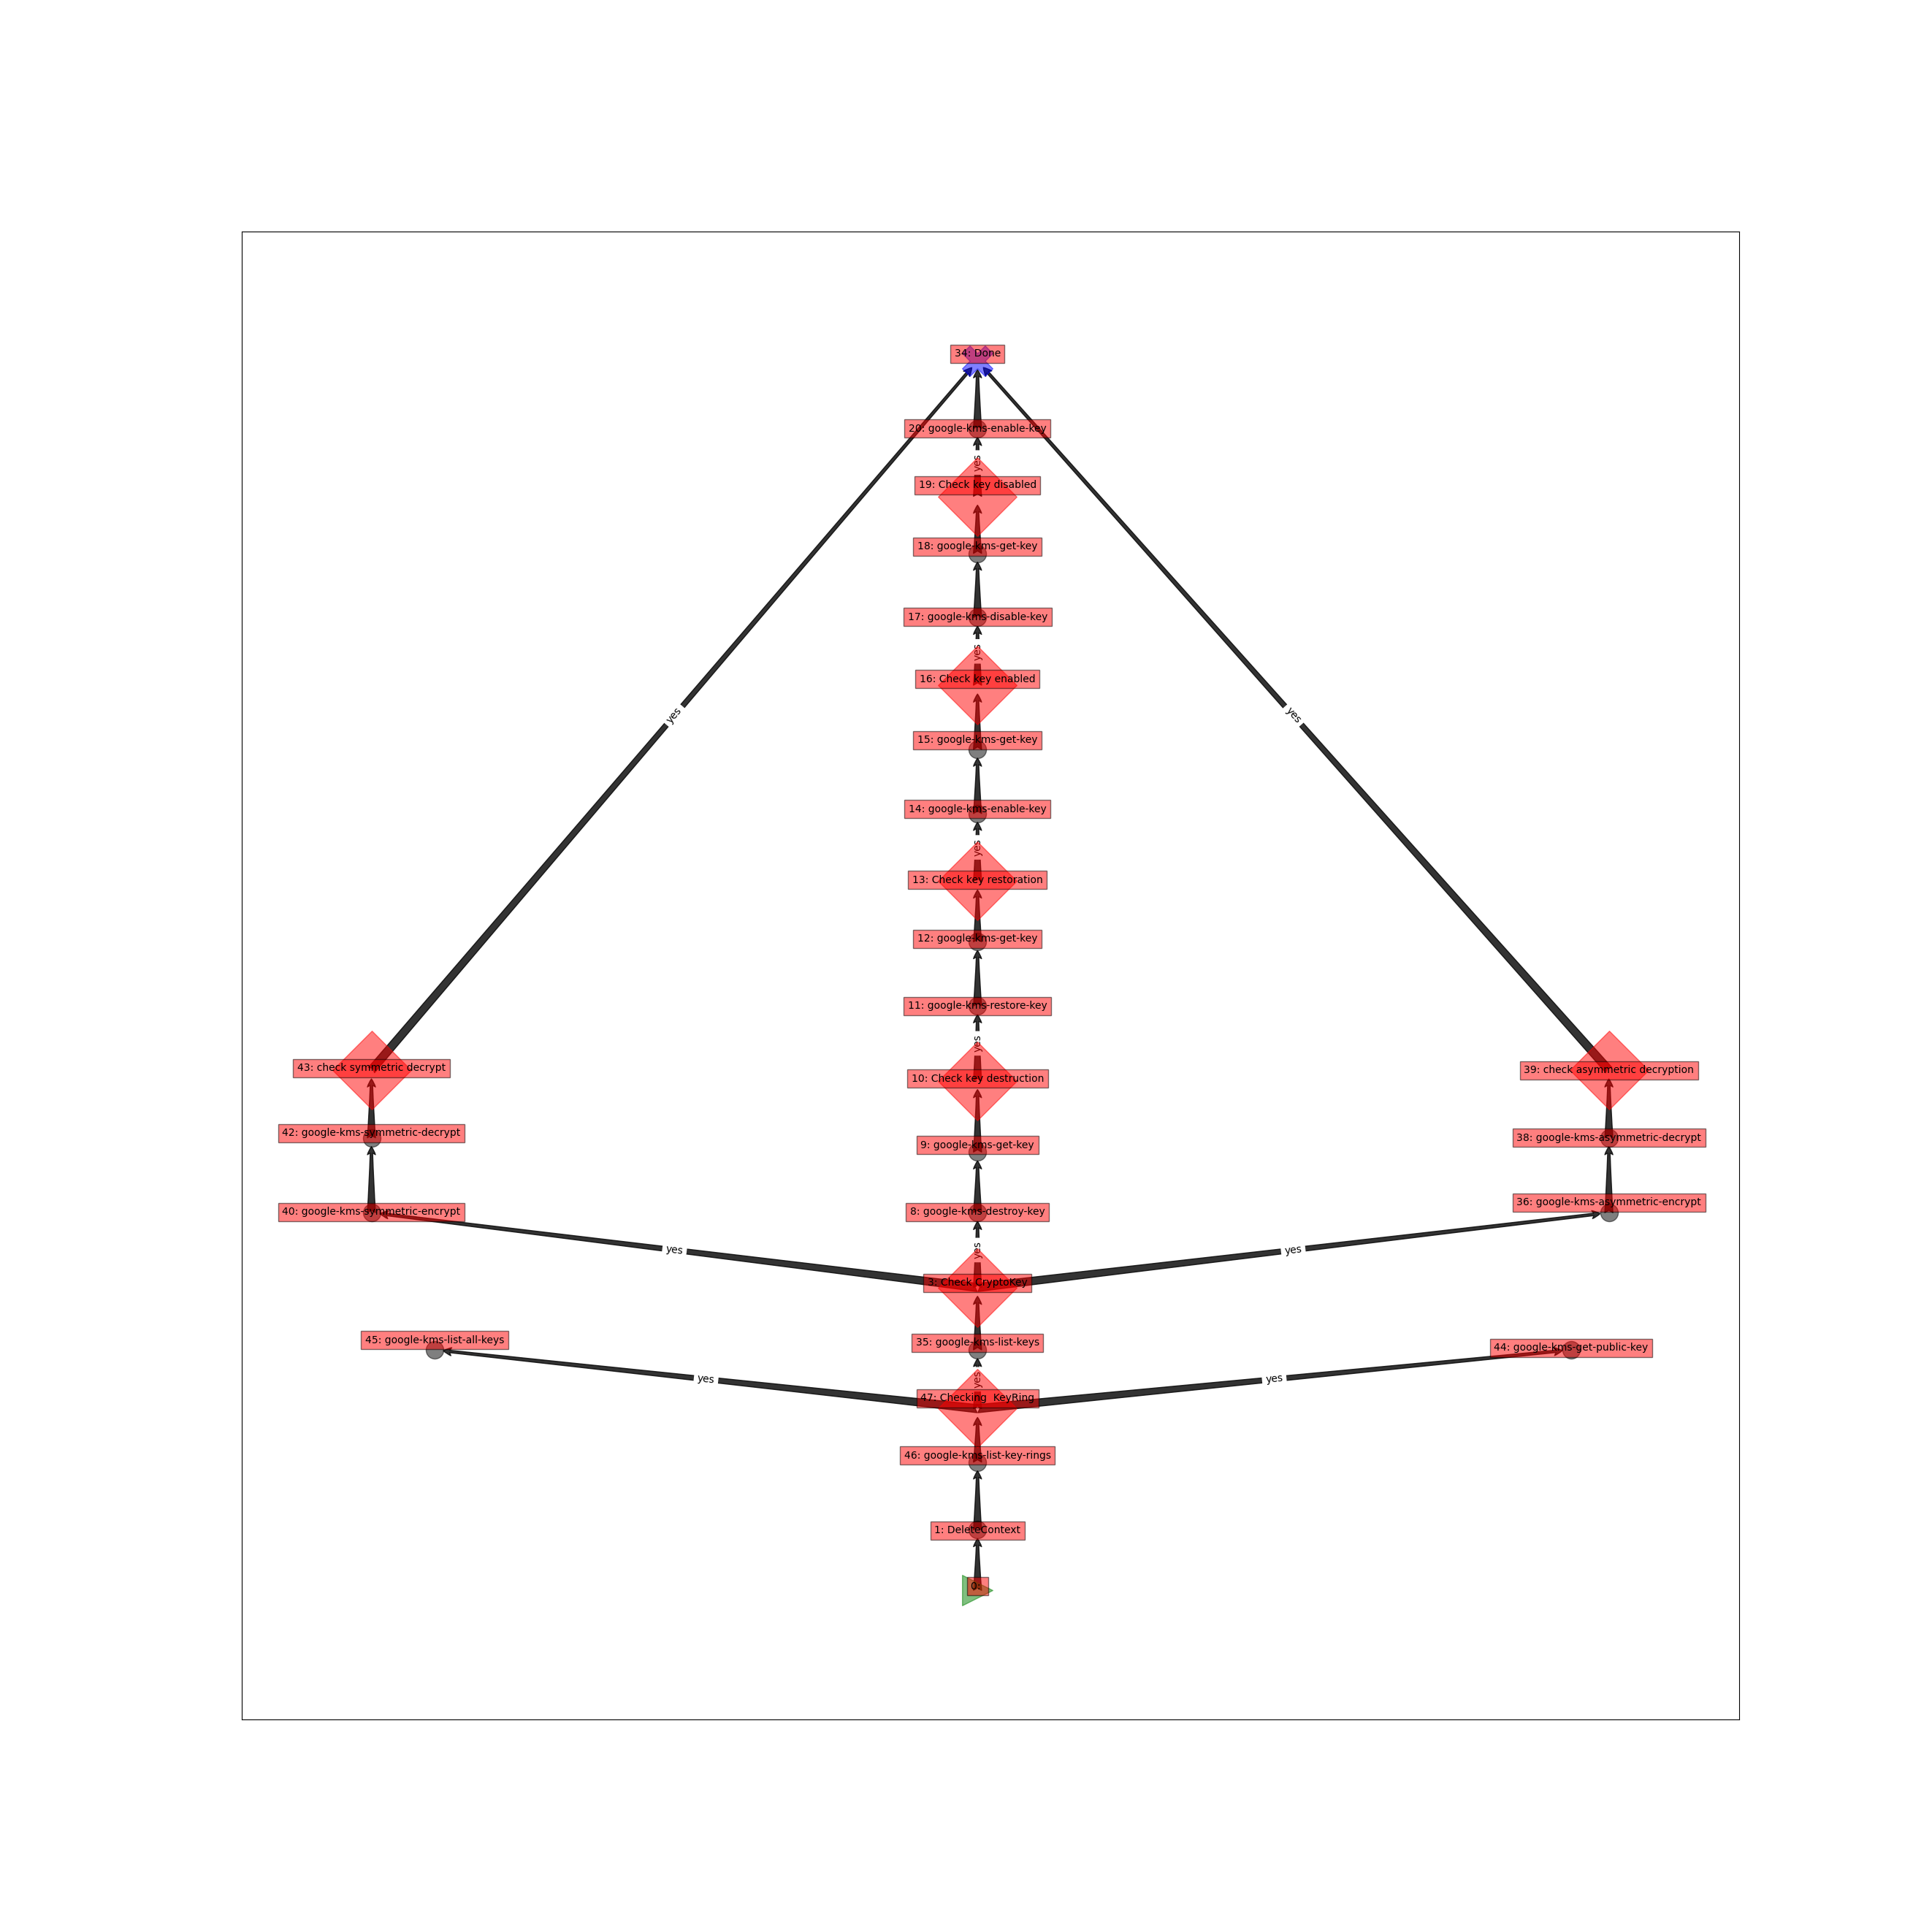 34: Done
20: google-kms-enable-key
yes
19: Check key disabled
18: google-kms-get-key
17: google-kms-disable-key
yes
16: Check key enabled
yes
yes
15: google-kms-get-key
14: google-kms-enable-key
yes
13: Check key restoration
12: google-kms-get-key
11: google-kms-restore-key
yes
43: check symmetric decrypt
10: Check key destruction
39: check asymmetric decryption
42: google-kms-symmetric-decrypt
9: google-kms-get-key
38: google-kms-asymmetric-decrypt
40: google-kms-symmetric-encrypt
8: google-kms-destroy-key
36: google-kms-asymmetric-encrypt
yes
yes
yes
3: Check CryptoKey
45: google-kms-list-all-keys
35: google-kms-list-keys
44: google-kms-get-public-key
yes
yes
yes
47: Checking  KeyRing
46: google-kms-list-key-rings
1: DeleteContext
0: